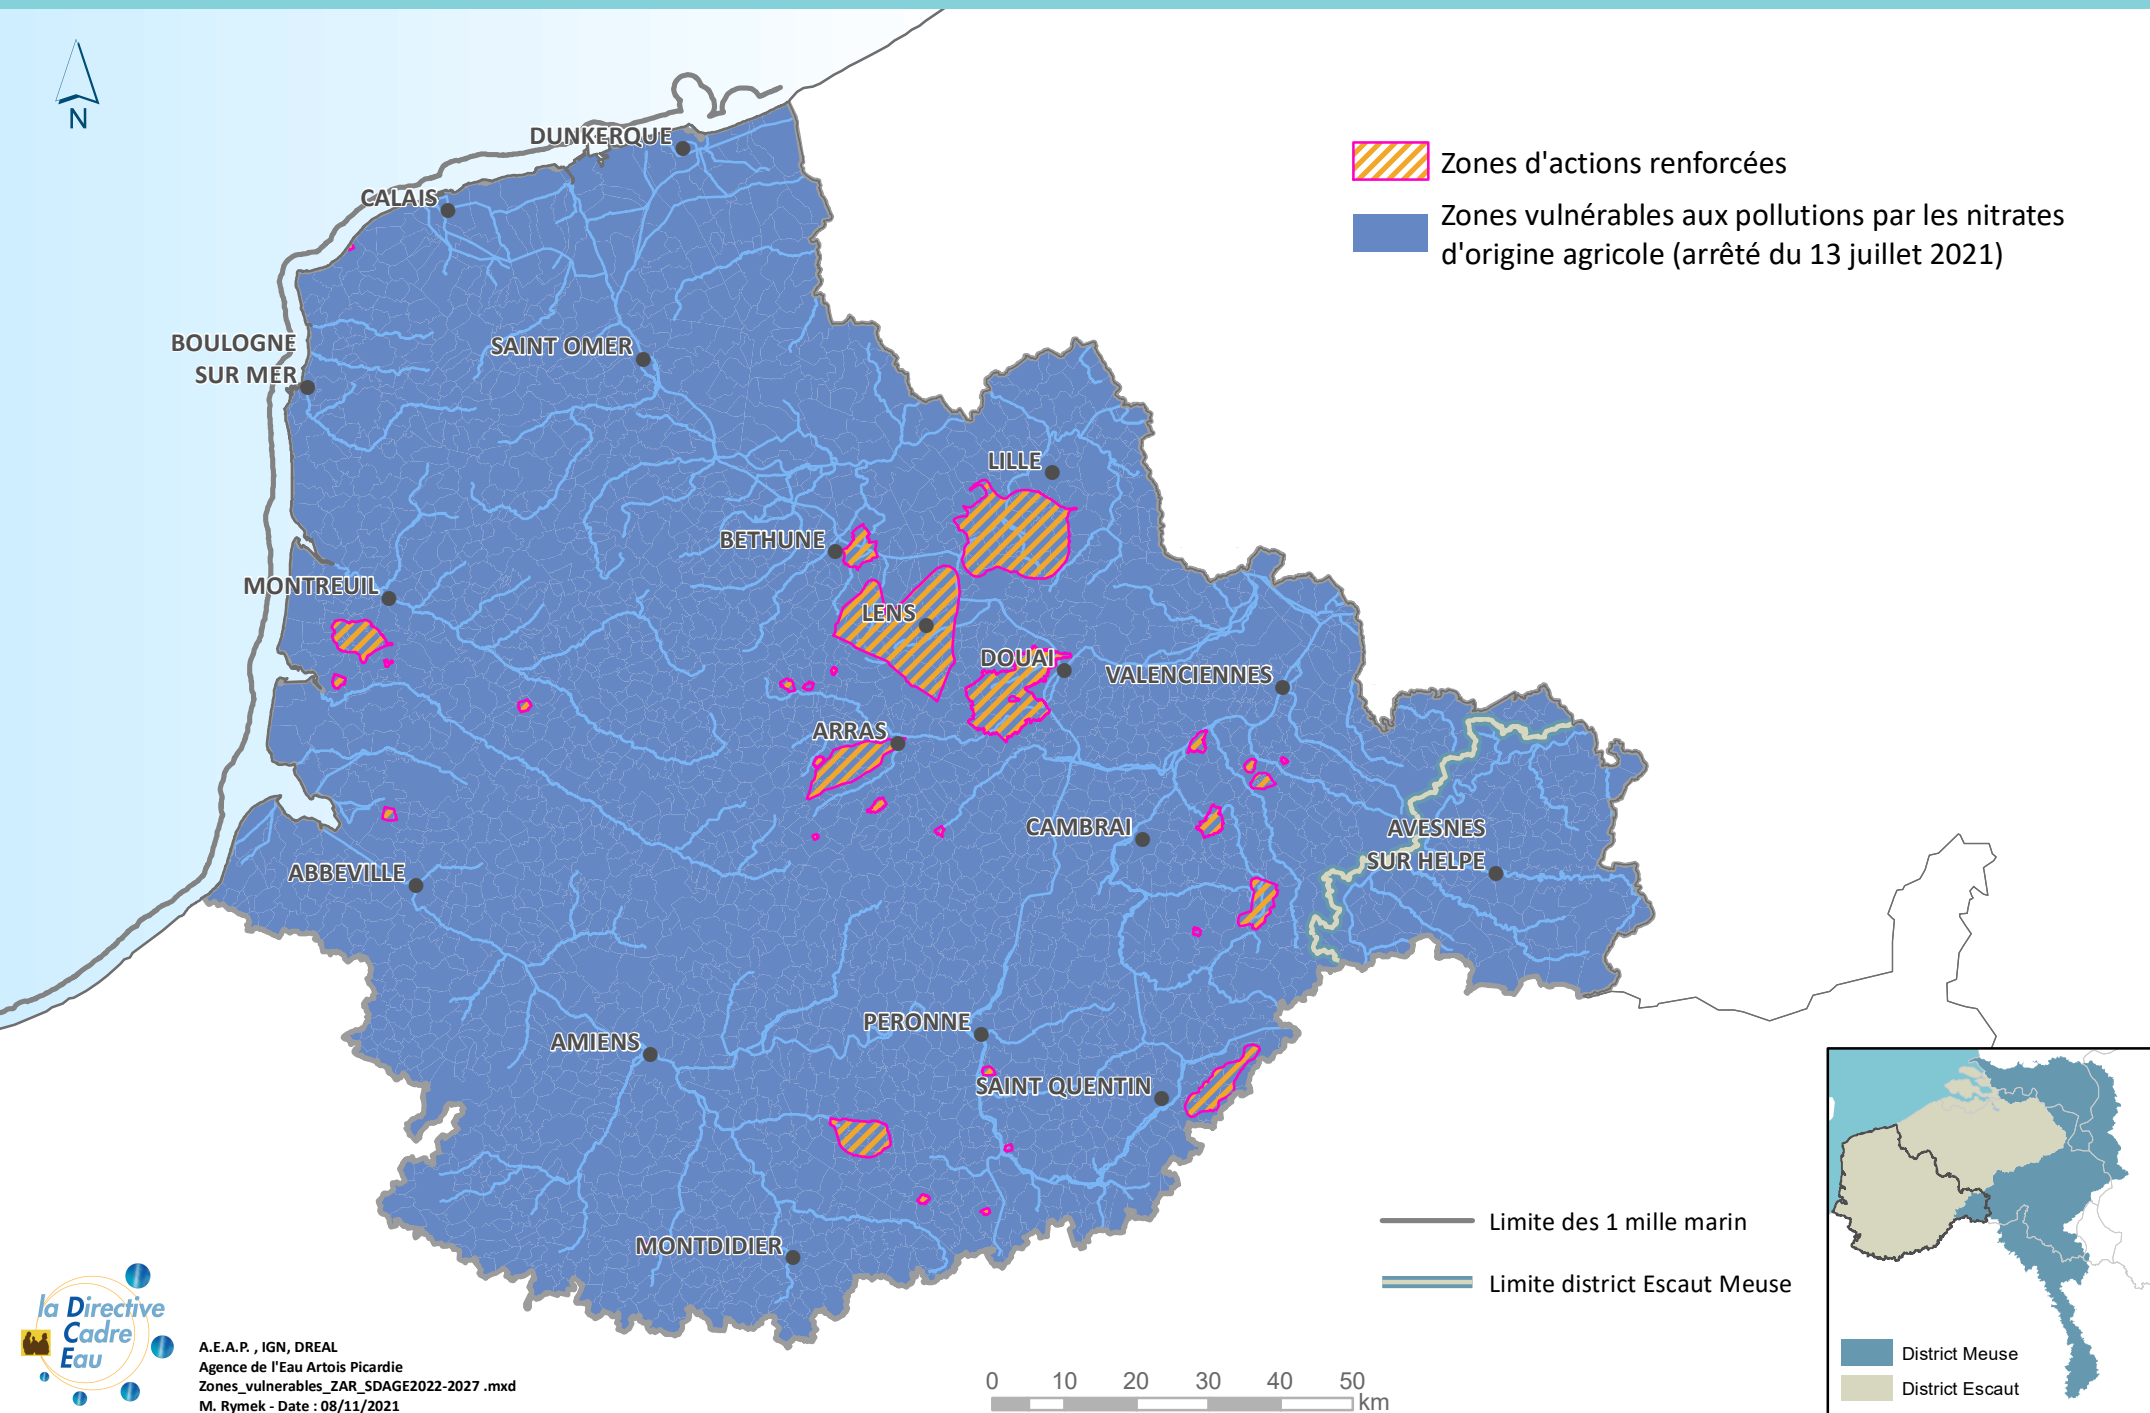 N
DUNKERQUE
CALAIS
Zones d'actions renforcées
Zones vulnérables aux pollutions par les nitrates
d'origine agricole (arrêté du 13 juillet 2021)
BOULOGNE
SUR MER
SAINT OMER
LILLE
BETHUNE
MONTREUIL
LENS
DOUAI
VALENCIENNES
ARRAS
CAMBRAI
AVESNES
SUR HELPE
ABBEVILLE
PERONNE
AMIENS
SAINT QUENTIN
MONTDIDIER
Limite des 1 mille marin
Limite district Escaut Meuse
District Meuse
District Escaut
la Directive
Cadre
Eau
A.E.A.P. , IGN, DREAL
Agence de l'Eau Artois Picardie
Zones_vulnerables_ZAR_SDAGE2022-2027 .mxd
M. Rymek - Date : 08/11/2021
0 10 20 30 40 50
km